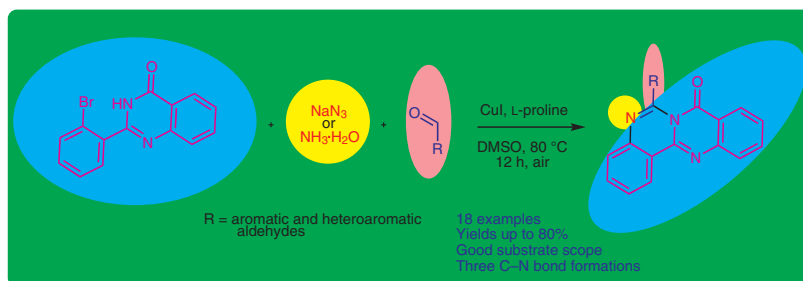 O
Br
HN
N
+
NaN₃
or
NH₃·H₂O
+
O
R
CuI, L-proline
DMSO, 80 °C
12 h, air
R
O
N
N
N
R = aromatic and heteroaromatic
aldehydes
18 examples
Yields up to 80%
Good substrate scope
Three C–N bond formations